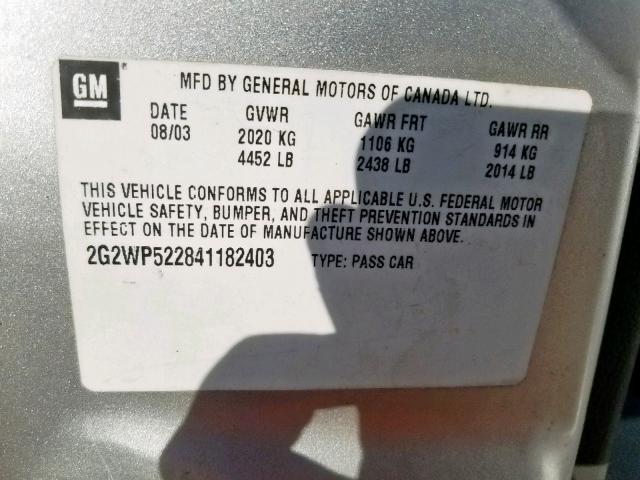 GM
MFD BY GENERAL MOTORS OF CANADA LTD.
DATE GVWR GAWR FRT GAWR RR
08/03 2020 KG 1106 KG 914 KG
4452 LB 2438 LB 2014 LB
THIS VEHICLE CONFORMS TO ALL APPLICABLE U.S. FEDERAL MOTOR
VEHICLE SAFETY, BUMPER, AND THEFT PREVENTION STANDARDS IN
EFFECT ON THE DATE OF MANUFACTURE SHOWN ABOVE.
2G2WP522841182403 TYPE: PASS CAR